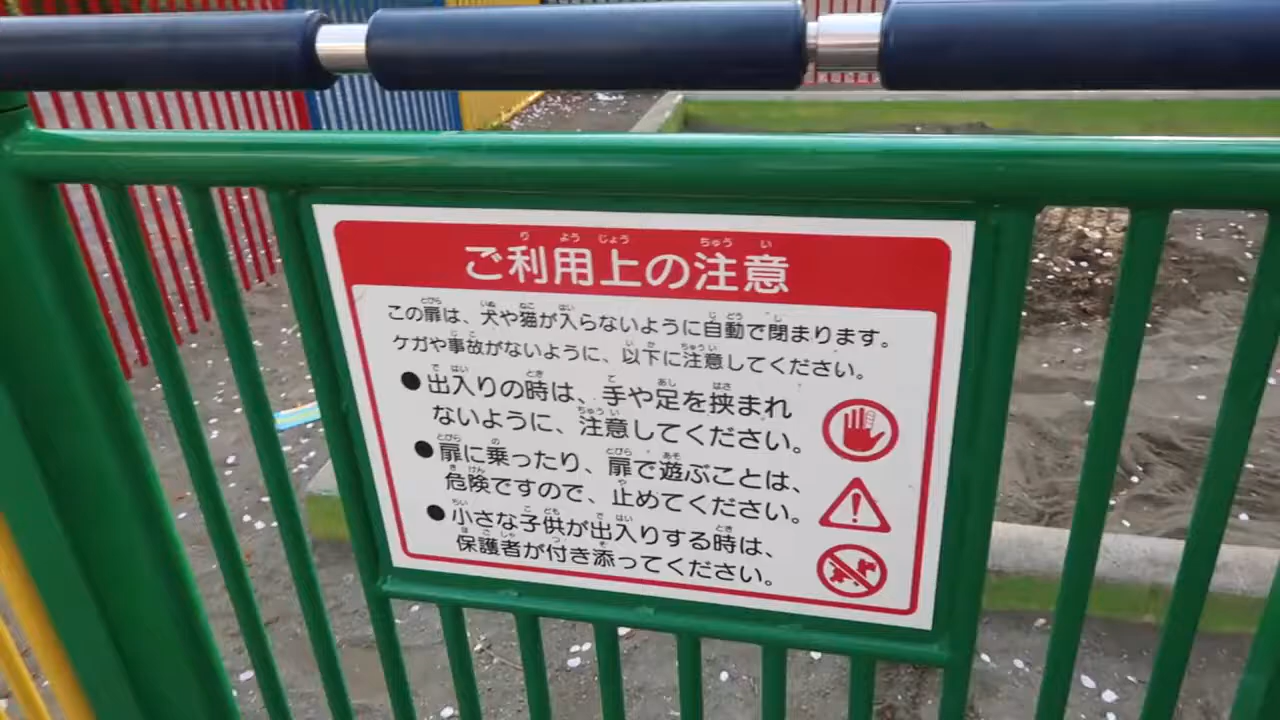 ご利用上の注意
この扉は、犬や猫が入らないように自動で閉まります。
ケガや事故がないように、以下に注意してください。
●出入りの時は、手や足を挟まれ
ないように、注意してください。
●扉に乗ったり、扉で遊ぶことは、
危険ですので、止めてください。
●小さな子供が出入りする時は、
保護者が付き添ってください。